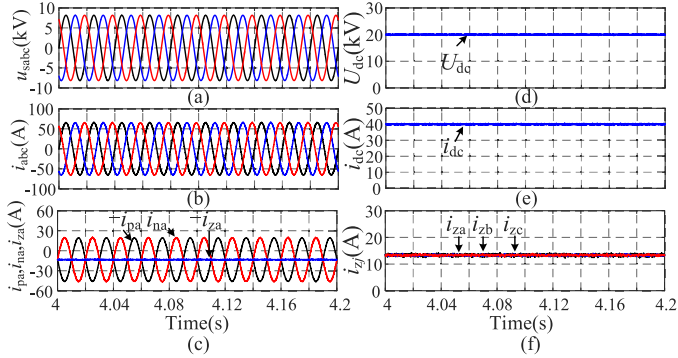 u_sabc(kV)
10
5
0
-5
-10
(a)
i_abc(A)
100
50
0
-50
-100
(b)
i_pa,i_na,i_za(A)
60
30
0
-30
-60
i_pa i_na i_za
4 4.04 4.08 4.12 4.16 4.2
Time(s)
(c)
U_dc(kV)
30
20
10
0
U_dc
(d)
i_dc(A)
50
40
30
20
10
0
i_dc
(e)
i_zj(A)
30
20
10
0
i_za i_zb i_zc
4 4.04 4.08 4.12 4.16 4.2
Time(s)
(f)